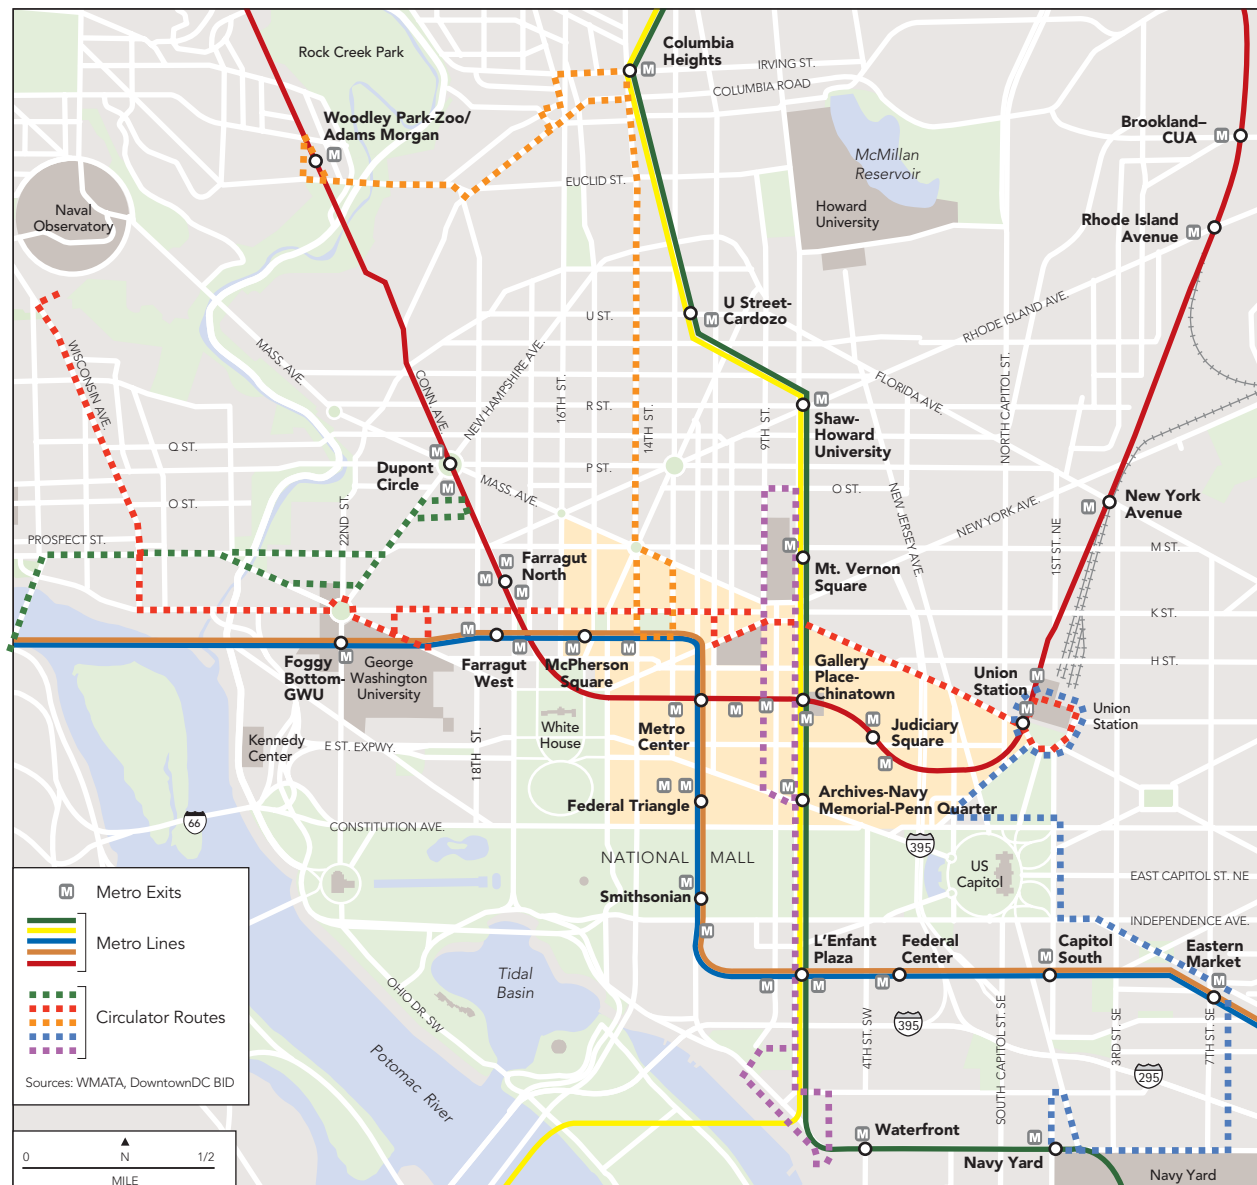 Rock Creek Park
Columbia
Heights
M
IRVING ST.
COLUMBIA ROAD
Woodley Park-Zoo/
Adams Morgan
M
Brookland–
CUA
M
McMillan
Reservoir
EUCLID ST.
Naval
Observatory
Howard
University
Rhode Island
Avenue
M
U ST.
U Street-
Cardozo
M
RHODE ISLAND AVE.
MASS. AVE.
WISCONSIN AVE.
CONN. AVE.
NEW HAMPSHIRE AVE.
16TH ST.
R ST.
14TH ST.
9TH ST.
FLORIDA AVE.
NORTH CAPITOL ST.
M
Shaw-
Howard
University
Q ST.
M
Dupont
Circle
M
P ST.
MASS. AVE.
O ST.
O ST.
NEW JERSEY AVE.
NEW YORK AVE.
New York
Avenue
M
22ND ST.
PROSPECT ST.
1ST ST. NE
M ST.
Farragut
North
M
M
M
M
Mt. Vernon
Square
K ST.
M
M
M
M
M
Foggy
Bottom-
GWU
George
Washington
University
Farragut
West
McPherson
Square
Gallery
Place-
Chinatown
H ST.
Union
Station
M
M
Union
Station
M
M
M
M
M
M
Judiciary
Square
Metro
Center
White
House
Kennedy
Center
E ST. EXPWY.
18TH ST.
M
M
Federal Triangle
M
Archives-Navy
Memorial-Penn Quarter
66
CONSTITUTION AVE.
395
NATIONAL MALL
US
Capitol
EAST CAPITOL ST. NE
M
Smithsonian
M
INDEPENDENCE AVE.
L'Enfant
Plaza
M
M
Federal
Center
M
Capitol
South
M
Eastern
Market
M
Tidal
Basin
OHIO DR. SW
Potomac River
4TH ST. SW
395
SOUTH CAPITOL ST. SE
3RD ST. SE
7TH ST. SE
295
Waterfront
M
Navy Yard
M
Navy Yard
M Metro Exits
Metro Lines
Circulator Routes
Sources: WMATA, DowntownDC BID
0 N 1/2
MILE